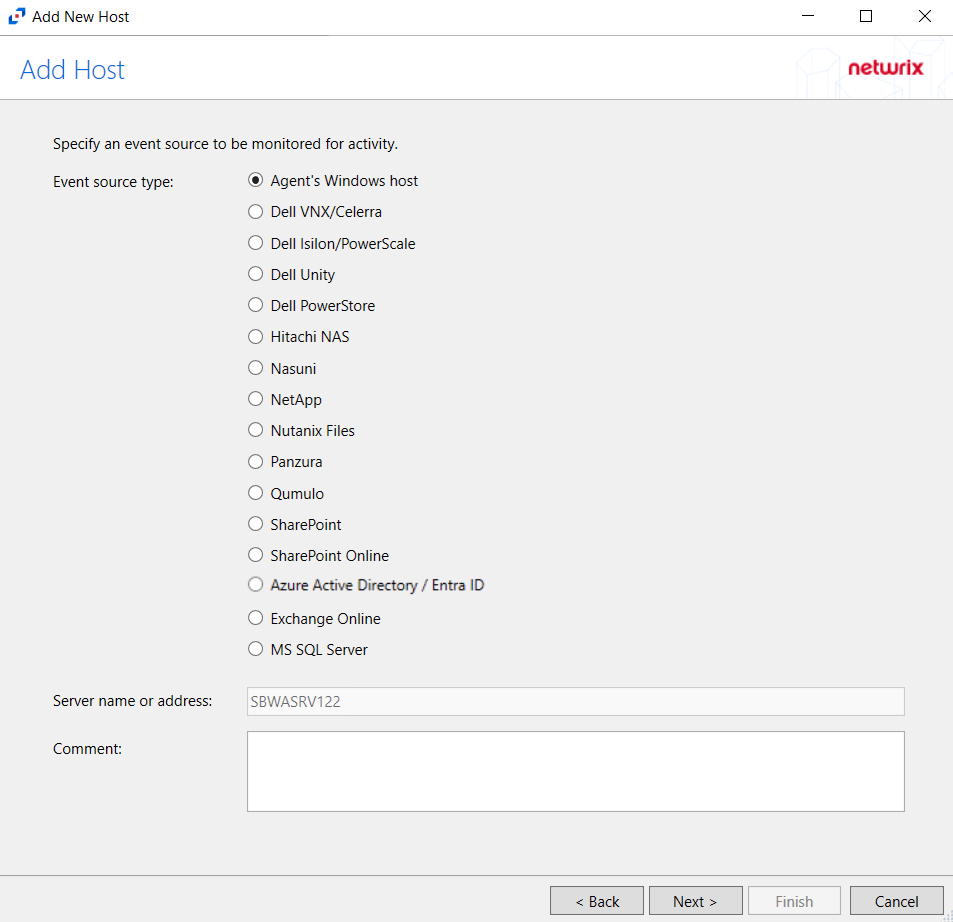 Add New Host
Add Host
netwrix
Specify an event source to be monitored for activity.
Event source type:
Agent's Windows host
Dell VNX/Celerra
Dell Isilon/PowerScale
Dell Unity
Dell PowerStore
Hitachi NAS
Nasuni
NetApp
Nutanix Files
Panzura
Qumulo
SharePoint
SharePoint Online
Azure Active Directory / Entra ID
Exchange Online
MS SQL Server
Server name or address:
SBWASRV122
Comment:
< Back
Next >
Finish
Cancel